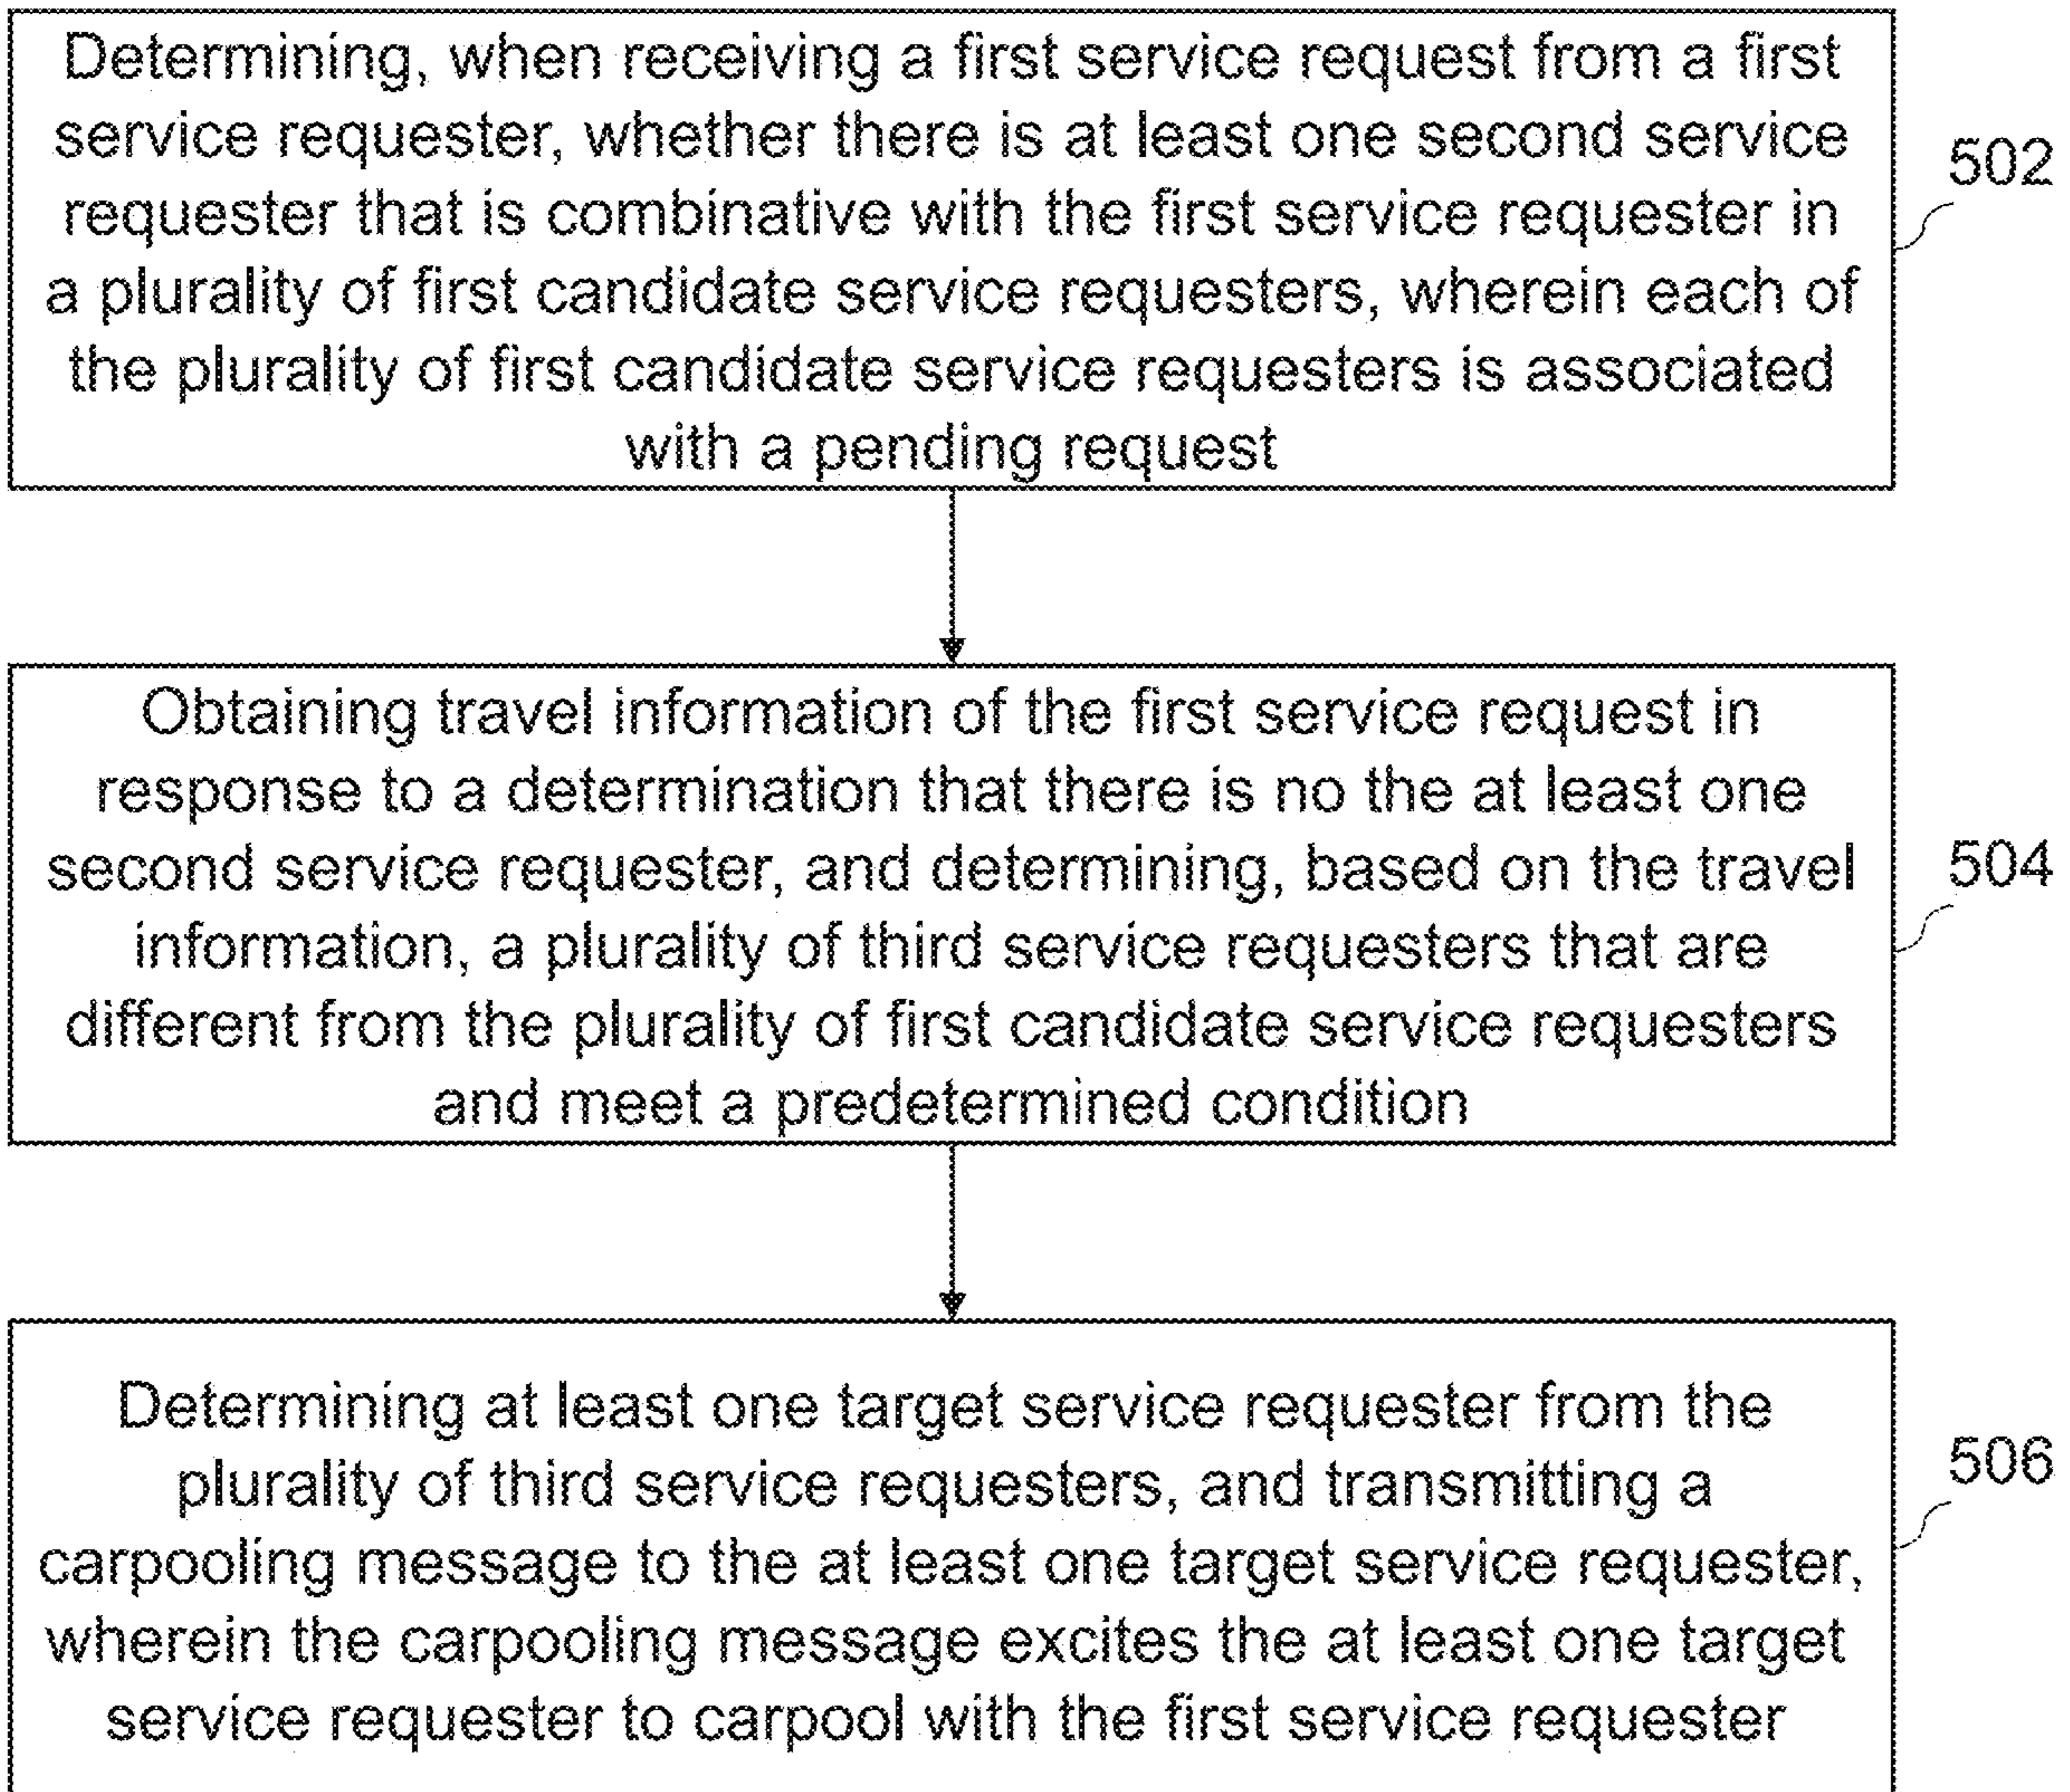 Determining, when receiving a first service request from a first
service requester, whether there is at least one second service
requester that is combinative with the first service requester in
a plurality of first candidate service requesters, wherein each of
the plurality of first candidate service requesters is associated
with a pending request
502
Obtaining travel information of the first service request in
response to a determination that there is no the at least one
second service requester, and determining, based on the travel
information, a plurality of third service requesters that are
different from the plurality of first candidate service requesters
and meet a predetermined condition
504
Determining at least one target service requester from the
plurality of third service requesters, and transmitting a
carpooling message to the at least one target service requester,
wherein the carpooling message excites the at least one target
service requester to carpool with the first service requester
506